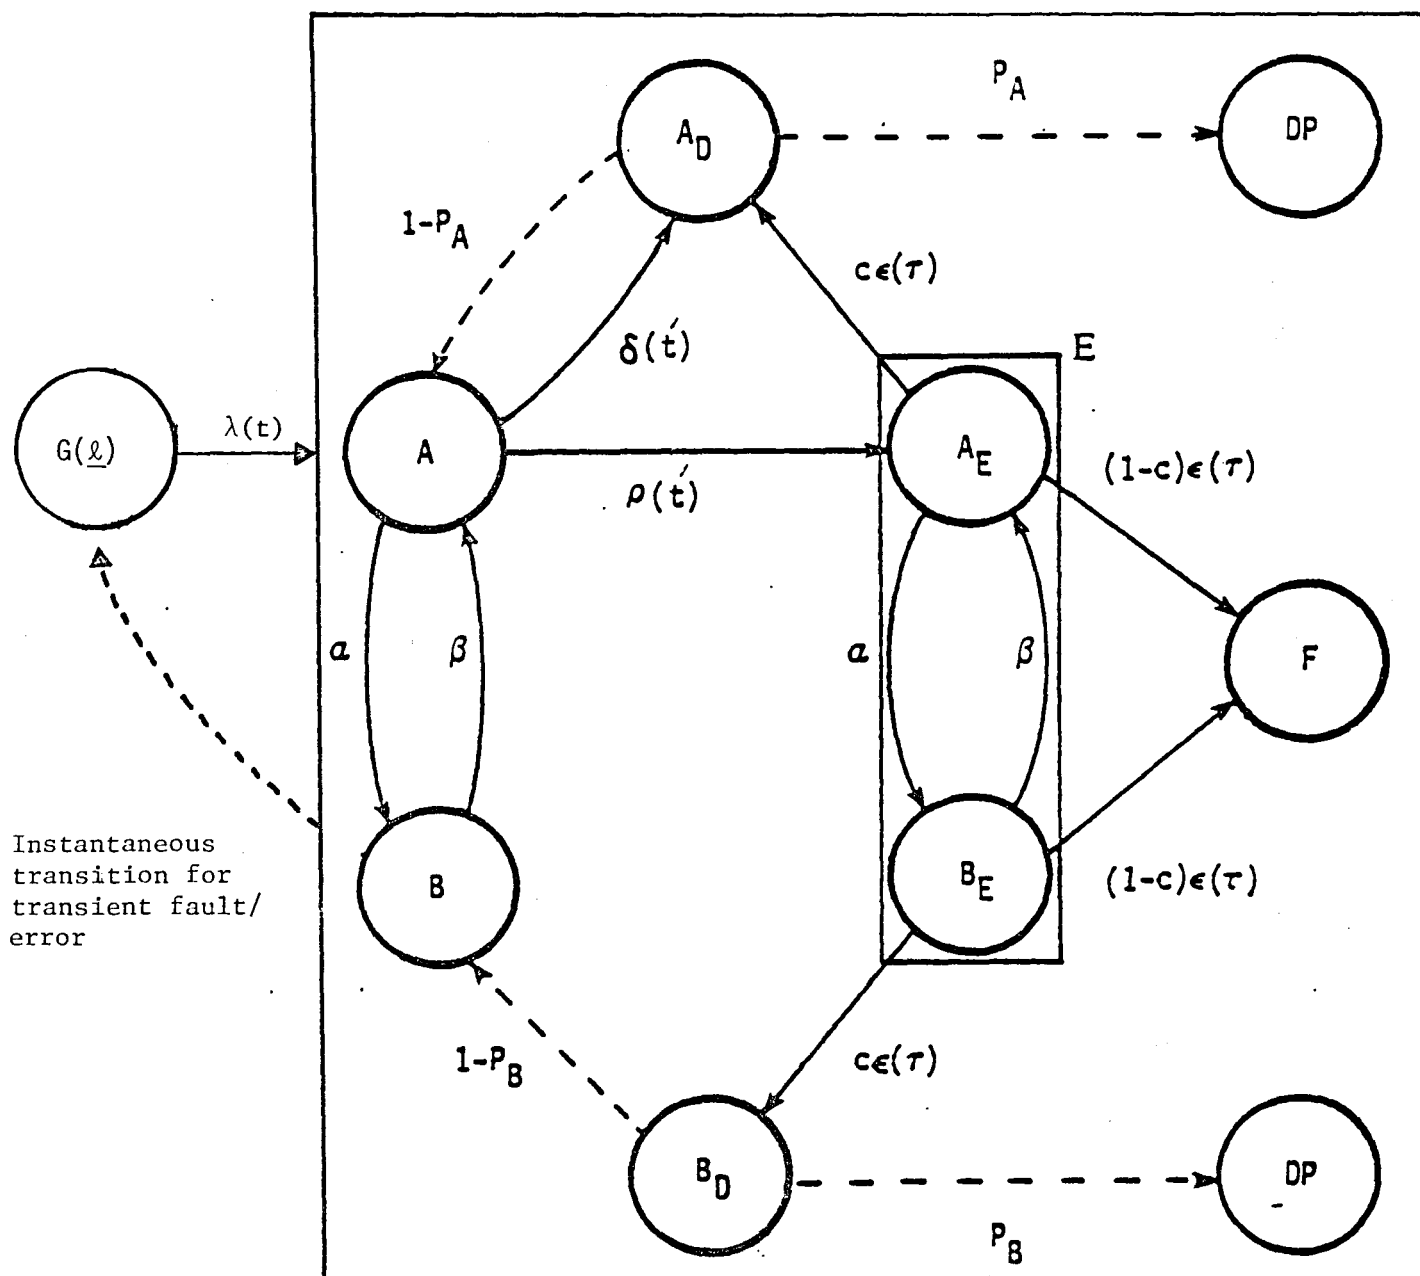 P_A
A_D
DP
1-P_A
cϵ(τ)
δ(t́)
E
λ(t)
G(ℓ)
A
A_E
(1-c)ϵ(τ)
ρ(t́)
α
β
α
β
F
Instantaneous
transition for
transient fault/
error
B
B_E
(1-c)ϵ(τ)
1-P_B
cϵ(τ)
B_D
DP
P_B